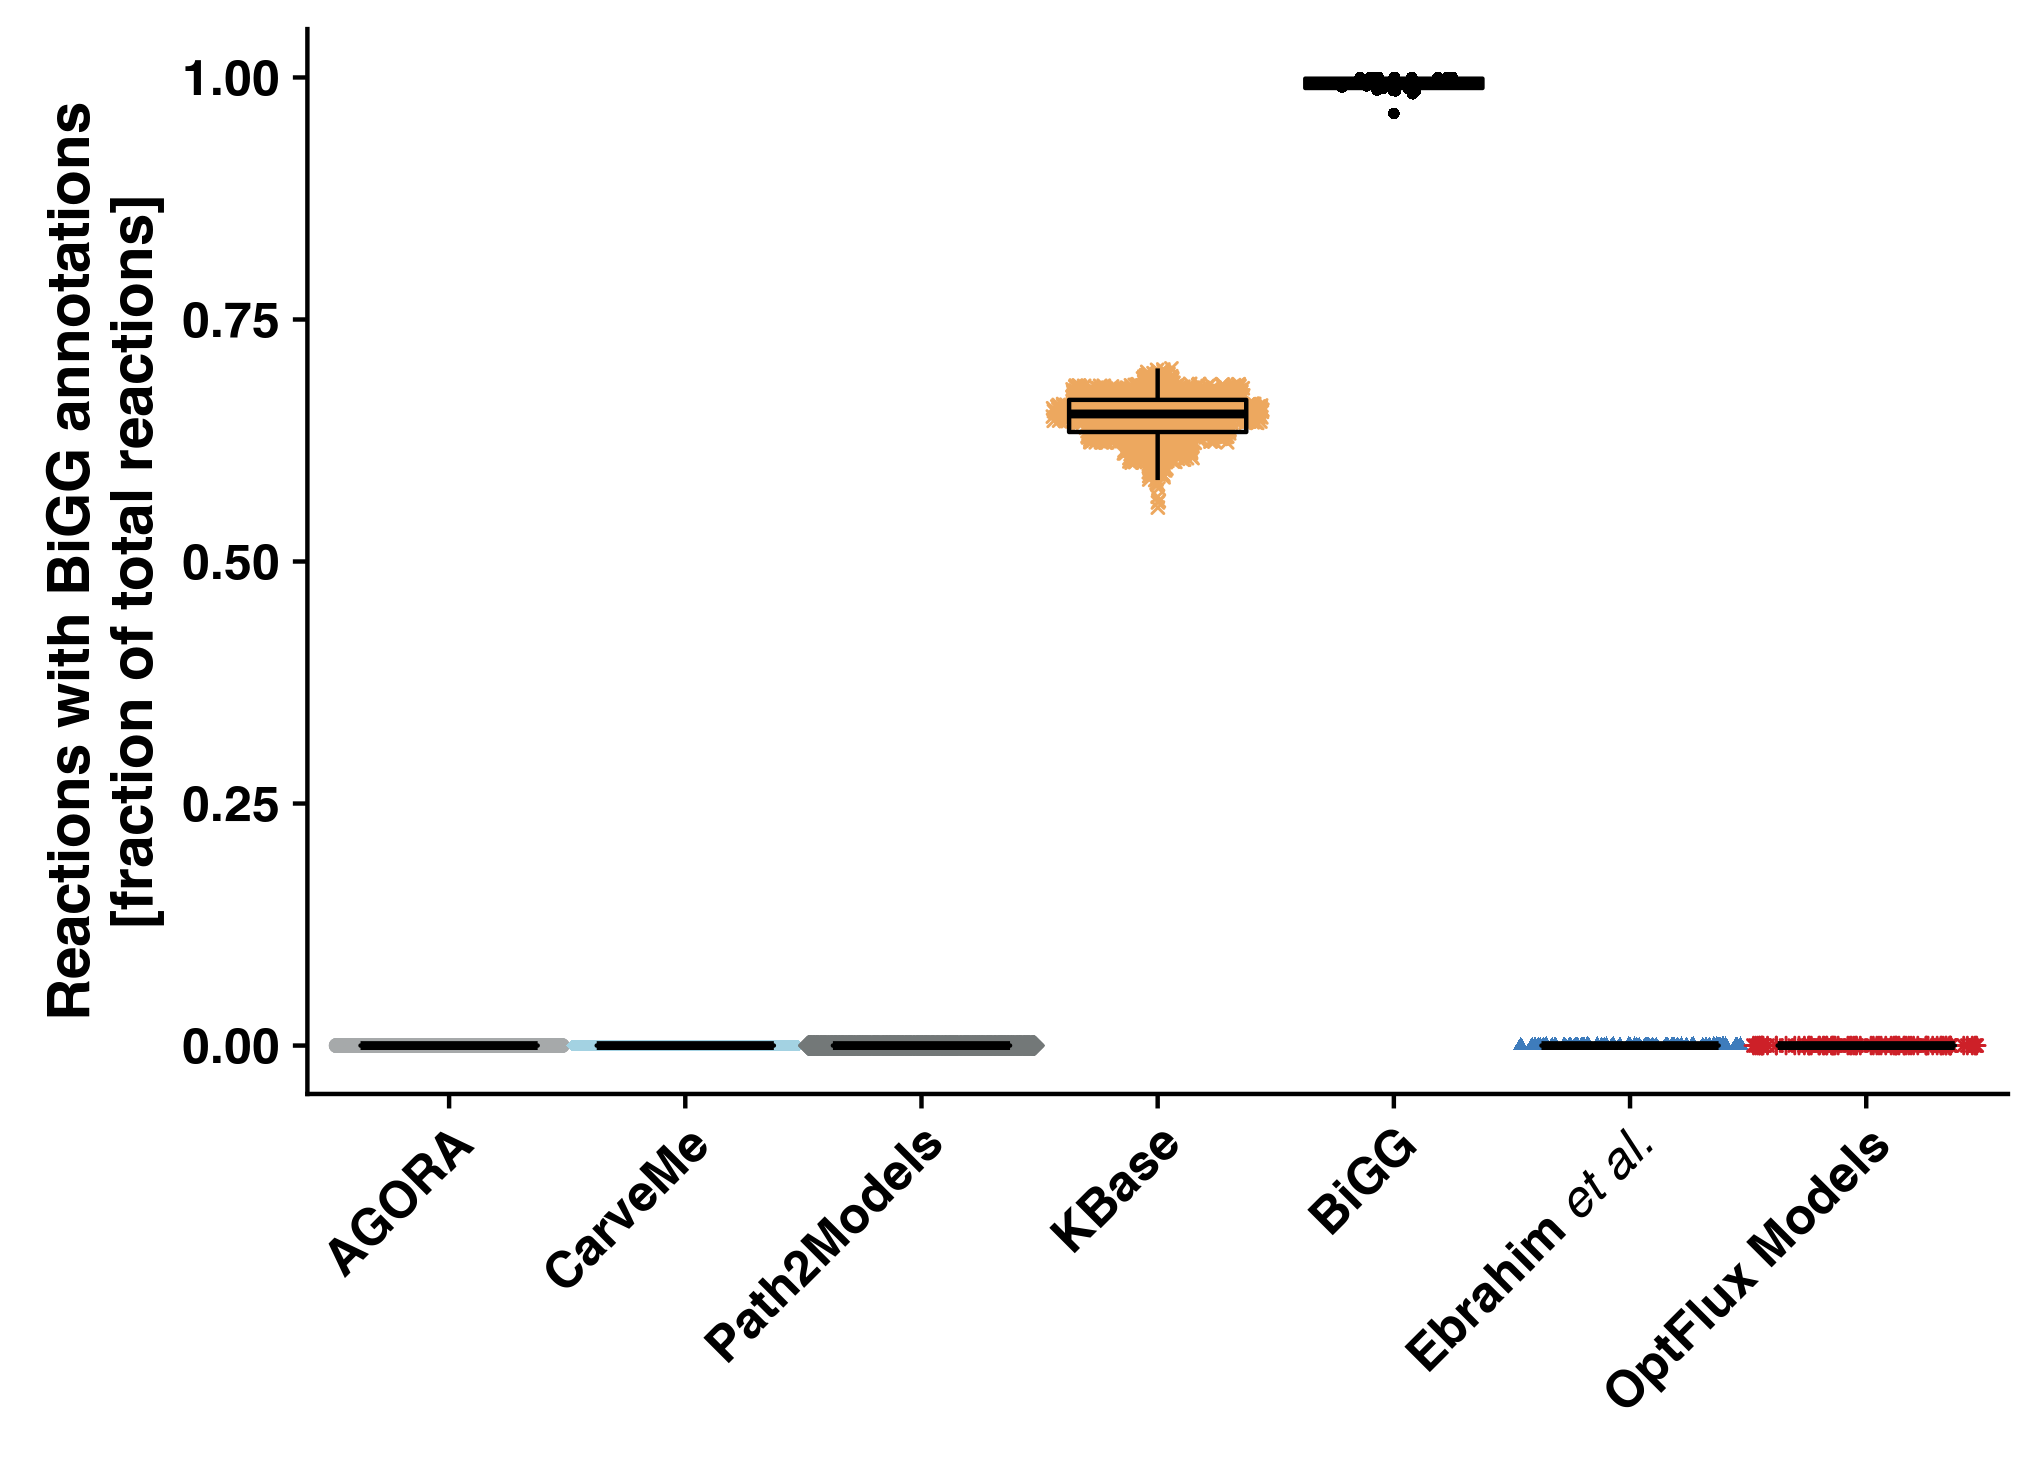 Reactions with BiGG annotations
[fraction of total reactions]
1.00
0.75
0.50
0.25
0.00
AGORA
CarveMe
Path2Models
KBase
BiGG
Ebrahim et al.
OptFlux Models